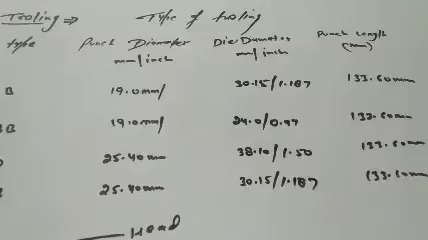 Tooling ⇒ Type of tooling
type Punch Diameter mm/inch Die Diameter mm/inch Punch Length (mm)
B 19.0mm/ 30.15/1.187 133.60mm
BB 19.0mm/ 24.0/0.97 133.60mm
25.40mm 38.10/1.50 133.60mm
25.40mm 30.15/1.187 133.60mm
Head